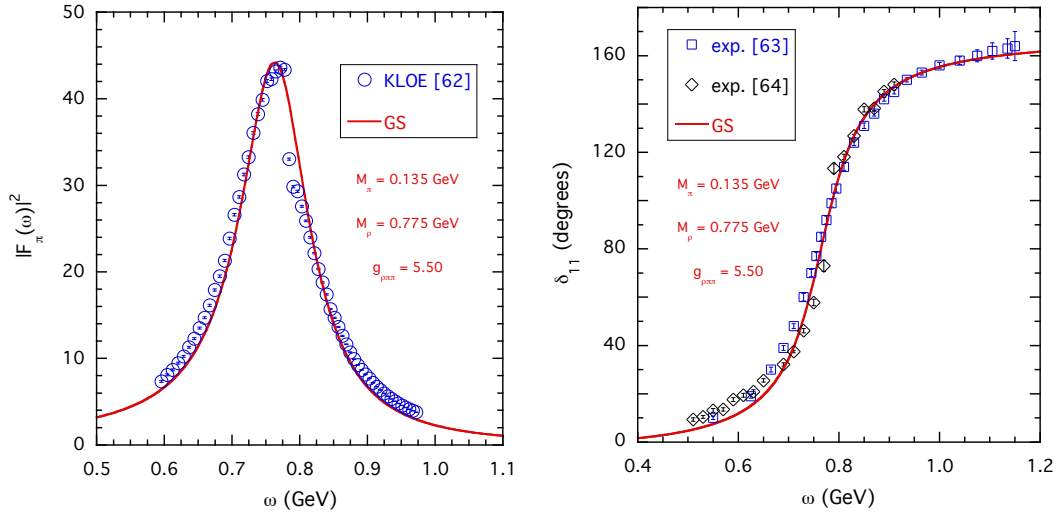 |F_π(ω)|²
50
40
30
20
10
0
0.5 0.6 0.7 0.8 0.9 1.0 1.1
ω (GeV)
KLOE [62]
GS
M_π = 0.135 GeV
M_ρ = 0.775 GeV
g_ρππ = 5.50
δ_11 (degrees)
160
120
80
40
0
0.4 0.6 0.8 1.0 1.2
ω (GeV)
exp. [63]
exp. [64]
GS
M_π = 0.135 GeV
M_ρ = 0.775 GeV
g_ρππ = 5.50